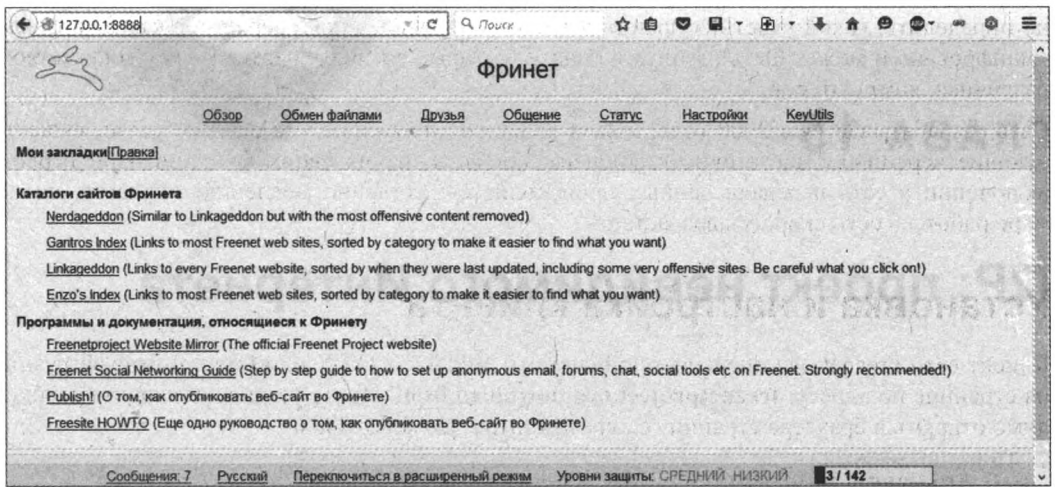 127.0.0.1:8888
Поиск
Фринет
Обзор Обмен файлами Друзья Общение Статус Настройки KeyUtils
Мои закладки[Правка]
Каталоги сайтов Фринета
Nerdageddon (Similar to Linkageddon but with the most offensive content removed)
Gantros Index (Links to most Freenet web sites, sorted by category to make it easier to find what you want)
Linkageddon (Links to every Freenet website, sorted by when they were last updated, including some very offensive sites. Be careful what you click on!)
Enzo's Index (Links to most Freenet web sites, sorted by category to make it easier to find what you want)
Программы и документация, относящиеся к Фринету
Freenetproject Website Mirror (The official Freenet Project website)
Freenet Social Networking Guide (Step by step guide to how to set up anonymous email, forums, chat, social tools etc on Freenet. Strongly recommended!)
Publish! (О том, как опубликовать веб-сайт во Фринете)
Freesite HOWTO (Еще одно руководство о том, как опубликовать веб-сайт во Фринете)
Сообщения: 7 Русский Переключиться в расширенный режим Уровни защиты: СРЕДНИЙ НИЗКИЙ 3 / 142